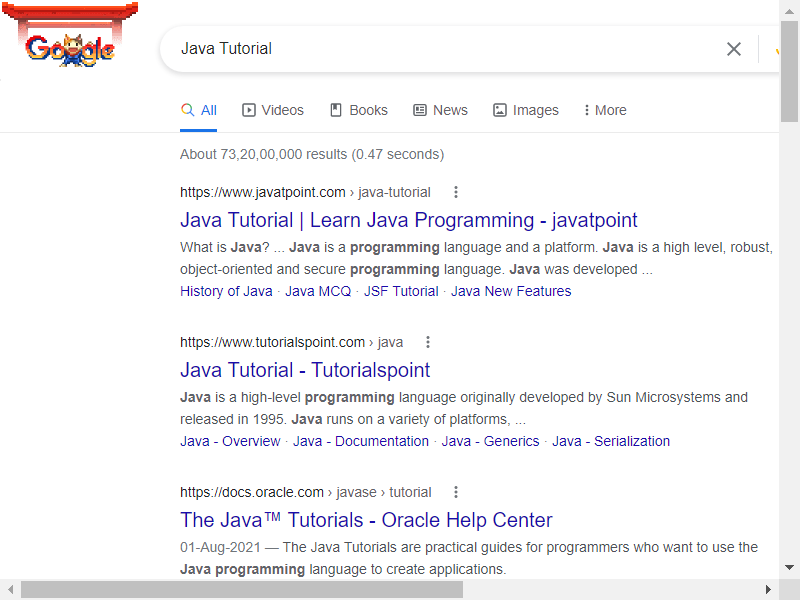 Google
Java Tutorial
All Videos Books News Images More
About 73,20,00,000 results (0.47 seconds)
https://www.javatpoint.com › java-tutorial
Java Tutorial | Learn Java Programming - javatpoint
What is Java? ... Java is a programming language and a platform. Java is a high level, robust,
object-oriented and secure programming language. Java was developed ...
History of Java · Java MCQ · JSF Tutorial · Java New Features
https://www.tutorialspoint.com › java
Java Tutorial - Tutorialspoint
Java is a high-level programming language originally developed by Sun Microsystems and
released in 1995. Java runs on a variety of platforms, ...
Java - Overview · Java - Documentation · Java - Generics · Java - Serialization
https://docs.oracle.com › javase › tutorial
The Java™ Tutorials - Oracle Help Center
01-Aug-2021 — The Java Tutorials are practical guides for programmers who want to use the
Java programming language to create applications.